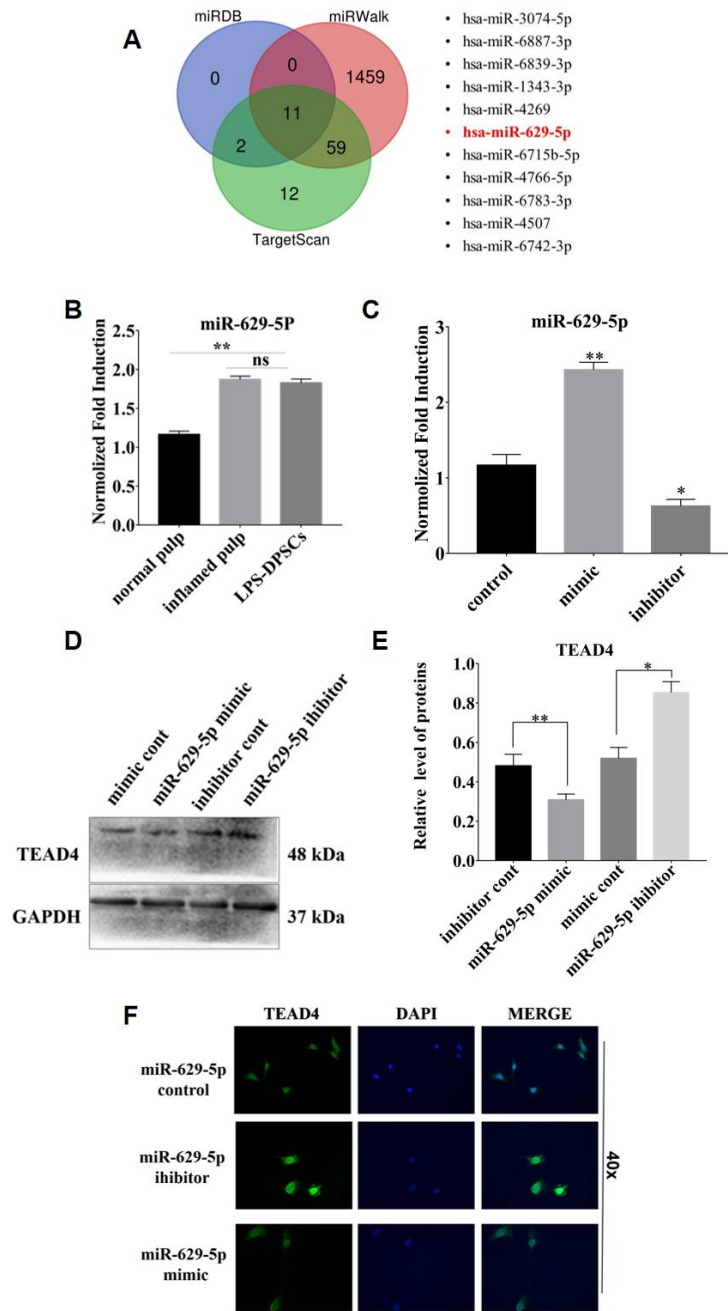 A
miRDB
miRWalk
0
0
1459
11
2
59
12
TargetScan
• hsa-miR-3074-5p
• hsa-miR-6887-3p
• hsa-miR-6839-3p
• hsa-miR-1343-3p
• hsa-miR-4269
• hsa-miR-629-5p
• hsa-miR-6715b-5p
• hsa-miR-4766-5p
• hsa-miR-6783-3p
• hsa-miR-4507
• hsa-miR-6742-3p
B
miR-629-5P
Normolized Fold Induction
2.5
2.0
1.5
1.0
0.5
0.0
**
ns
normal pulp
inflamed pulp
LPS-DPSCs
C
miR-629-5p
Normolized Fold Induction
3
2
1
0
**
*
control
mimic
inhibitor
D
mimic cont
miR-629-5p mimic
inhibitor cont
miR-629-5p ihibitor
TEAD4
48 kDa
GAPDH
37 kDa
E
TEAD4
Relative level of proteins
1.0
0.8
0.6
0.4
0.2
0.0
**
*
inhibitor cont
miR-629-5p mimic
mimic cont
miR-629-5p ihibitor
F
TEAD4
DAPI
MERGE
miR-629-5p
control
miR-629-5p
ihibitor
miR-629-5p
mimic
40x